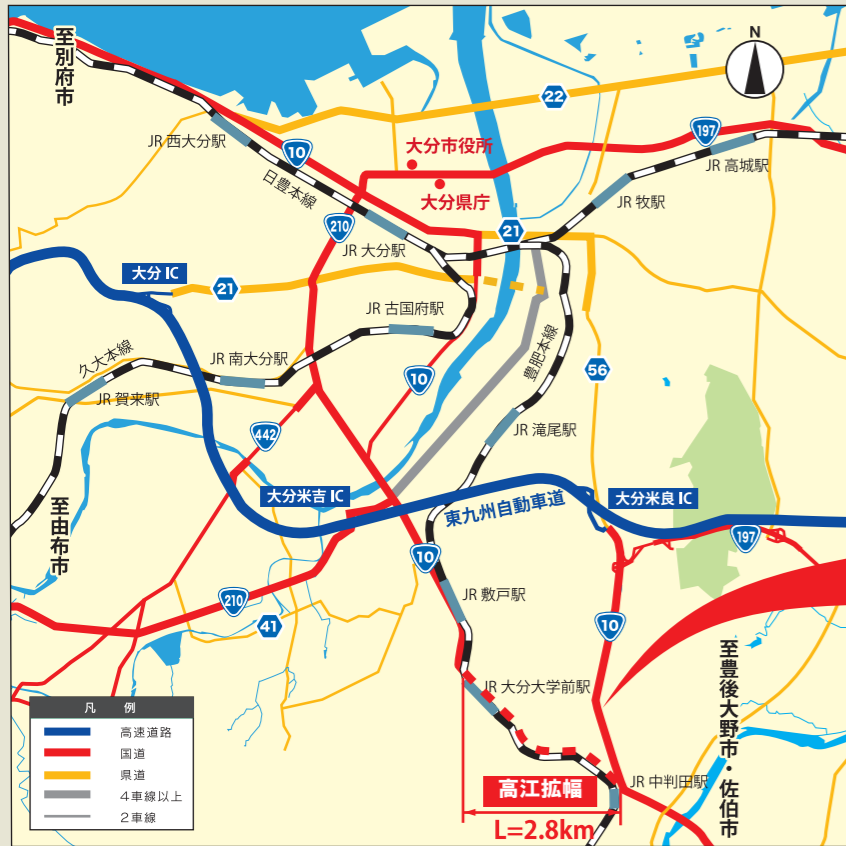 至別府市
N
22
JR 西大分駅
10
大分市役所
197
JR 高城駅
日豊本線
大分県庁
JR 牧駅
210
21
JR 大分駅
大分 IC
21
JR 古国府駅
豊肥本線
久大本線
JR 南大分駅
10
56
JR 賀来駅
442
JR 滝尾駅
大分米吉 IC
東九州自動車道
大分米良 IC
至由布市
197
10
JR 敷戸駅
210
41
10
至豊後大野市・佐伯市
JR 大分大学前駅
凡 例
高速道路
国道
県道
4車線以上
2車線
JR 中判田駅
高江拡幅
L=2.8km